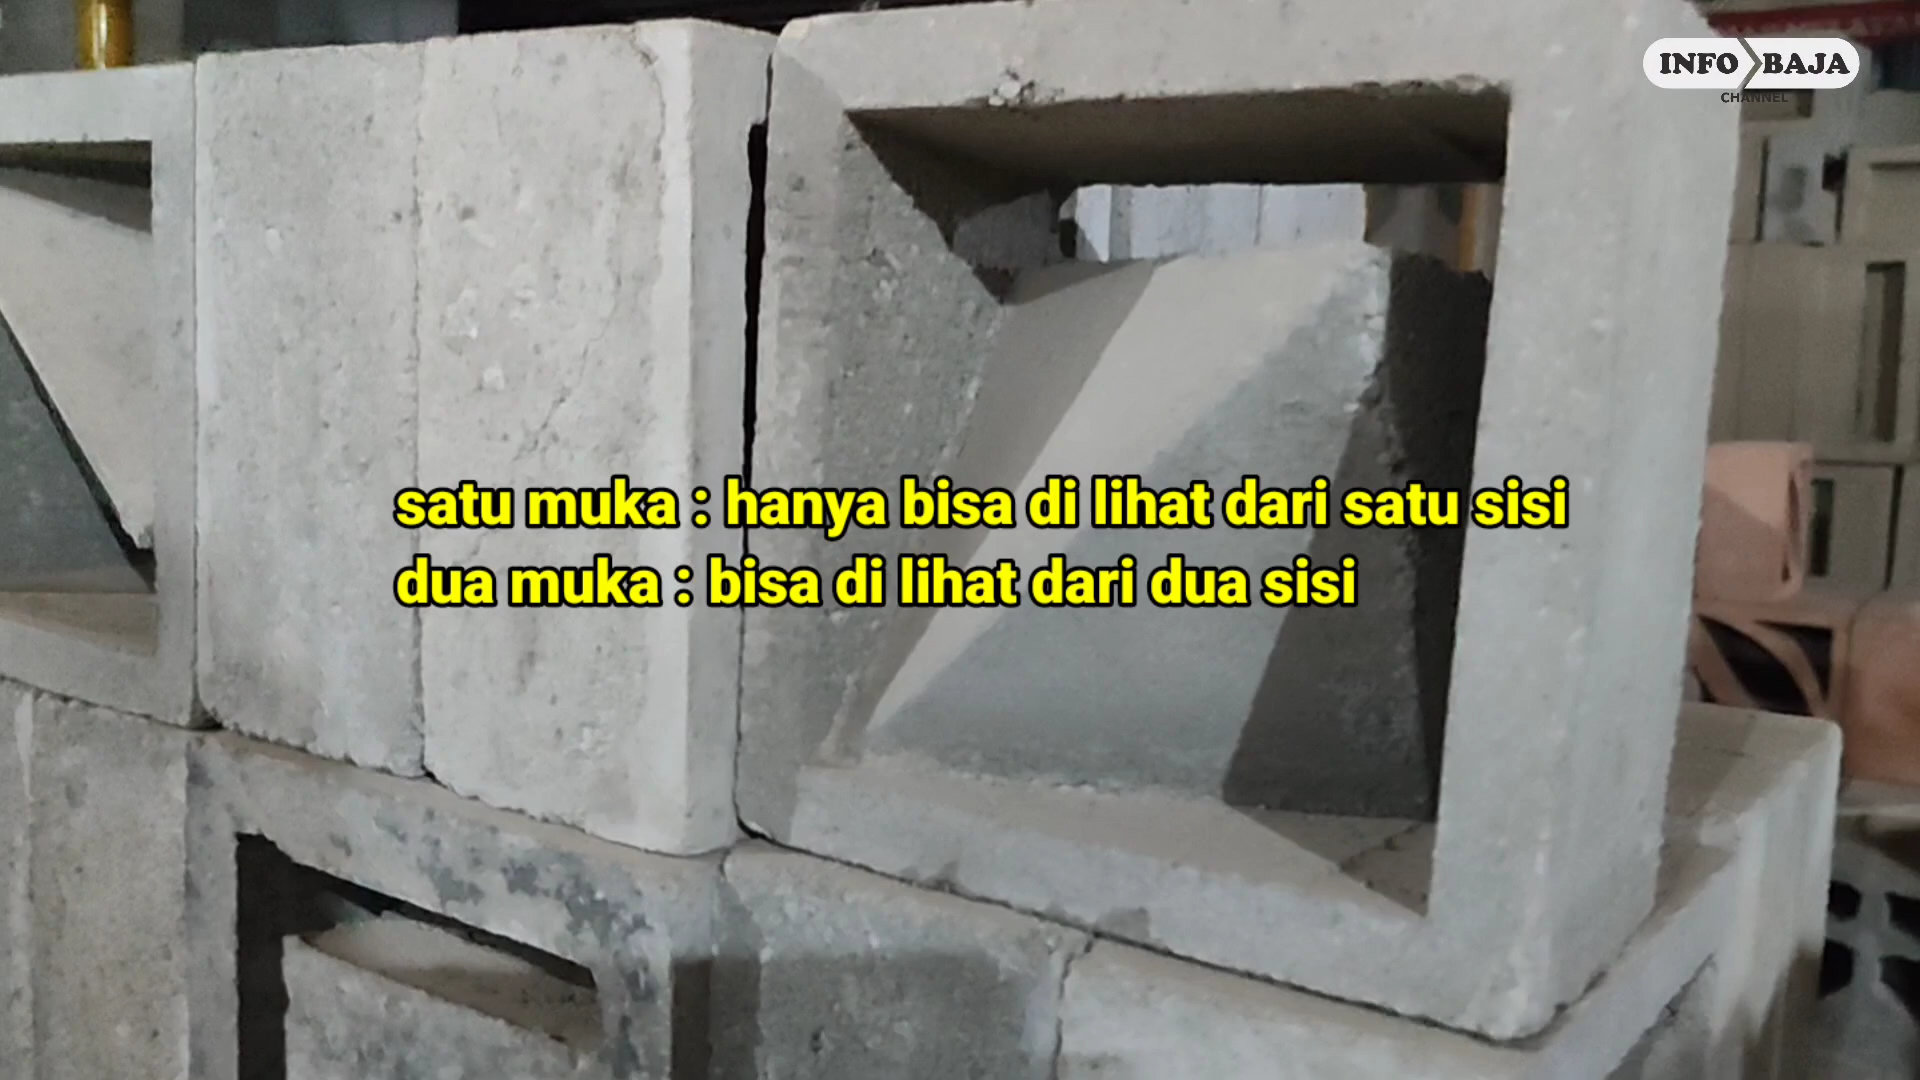 INFO BAJA
CHANNEL
satu muka : hanya bisa di lihat dari satu sisi
dua muka : bisa di lihat dari dua sisi